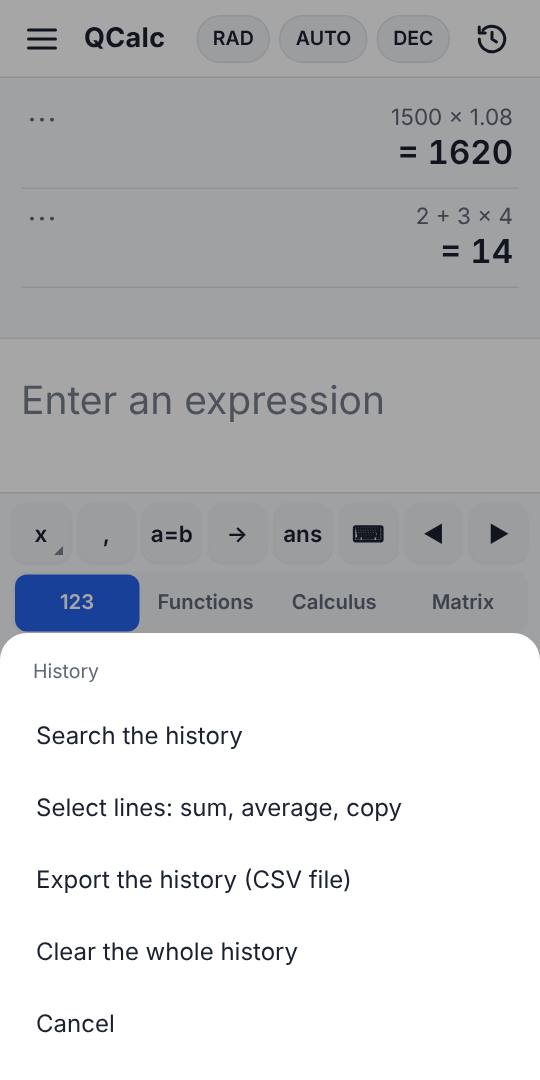 QCalc RAD AUTO DEC
... 1500 × 1.08
= 1620
... 2 + 3 × 4
= 14
Enter an expression
x , a=b → ans ⌨ ◀ ▶
123 Functions Calculus Matrix
History
Search the history
Select lines: sum, average, copy
Export the history (CSV file)
Clear the whole history
Cancel